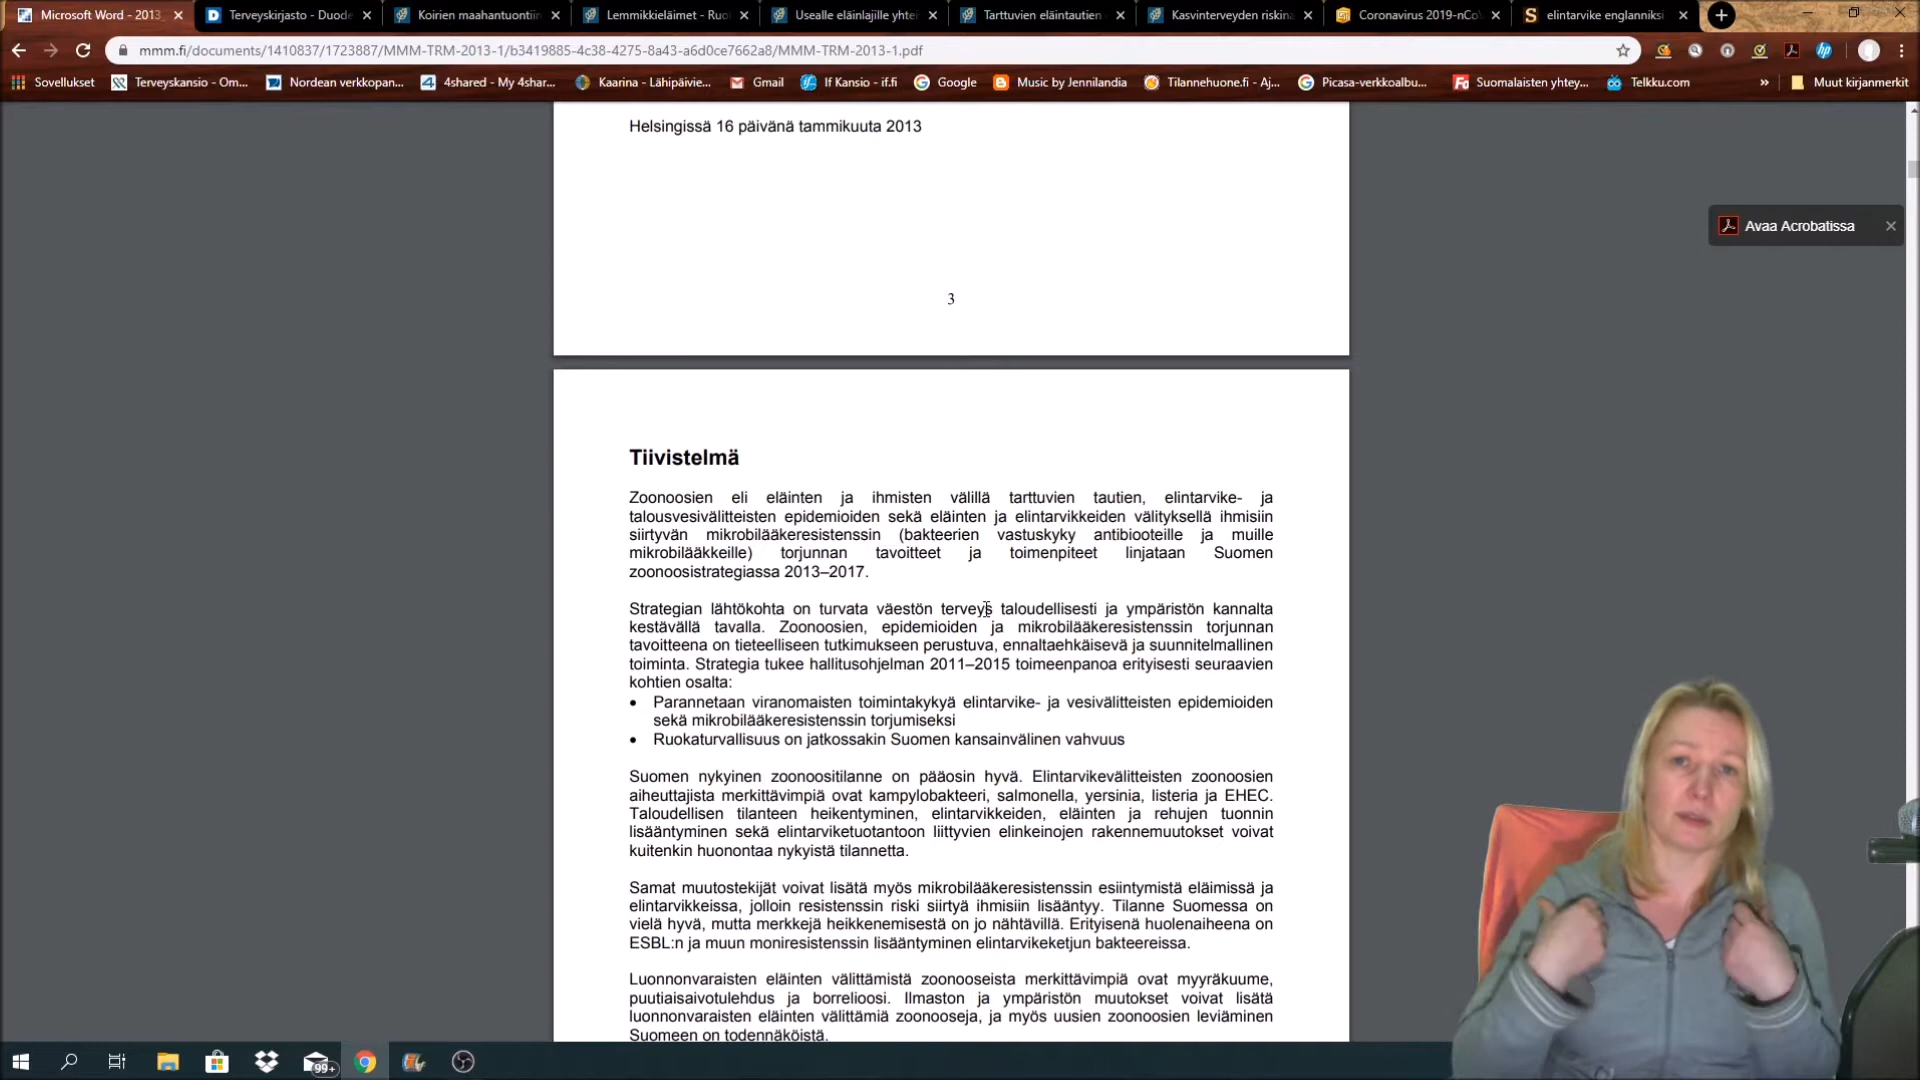 Microsoft Word - 2013_
Terveyskirjasto - Duode
Koirien maahantuontiin
Lemmikkieläimet - Ruo
Usealle eläinlajille yhte
Tarttuvien eläintautien
Kasvinterveyden riskina
Coronavirus 2019-nCo
elintarvike englanniksi
mmm.fi/documents/1410837/1723887/MMM-TRM-2013-1/b3419885-4c38-4275-8a43-a6d0ce7662a8/MMM-TRM-2013-1.pdf
Sovellukset
Terveyskansio - Om...
Nordean verkkopan...
4shared - My 4shar...
Kaarina - Lähipäivie...
Gmail
If Kansio - if.fi
Google
Music by Jennilandia
Tilannehuone.fi - Aj...
Picasa-verkkoalbu...
Suomalaisten yhtey...
Telkku.com
»
Muut kirjanmerkit
Helsingissä 16 päivänä tammikuuta 2013
Avaa Acrobatissa
3
Tiivistelmä
Zoonoosien eli eläinten ja ihmisten välillä tarttuvien tautien, elintarvike- ja
talousvesivälitteisten epidemioiden sekä eläinten ja elintarvikkeiden välityksellä ihmisiin
siirtyvän mikrobilääkeresistenssin (bakteerien vastuskyky antibiooteille ja muille
mikrobilääkkeille) torjunnan tavoitteet ja toimenpiteet linjataan Suomen
zoonoosistrategiassa 2013–2017.
Strategian lähtökohta on turvata väestön terveys taloudellisesti ja ympäristön kannalta
kestävällä tavalla. Zoonoosien, epidemioiden ja mikrobilääkeresistenssin torjunnan
tavoitteena on tieteelliseen tutkimukseen perustuva, ennaltaehkäisevä ja suunnitelmallinen
toiminta. Strategia tukee hallitusohjelman 2011–2015 toimeenpanoa erityisesti seuraavien
kohtien osalta:
• Parannetaan viranomaisten toimintakykyä elintarvike- ja vesivälitteisten epidemioiden
sekä mikrobilääkeresistenssin torjumiseksi
• Ruokaturvallisuus on jatkossakin Suomen kansainvälinen vahvuus
Suomen nykyinen zoonoositilanne on pääosin hyvä. Elintarvikevälitteisten zoonoosien
aiheuttajista merkittävimpiä ovat kampylobakteeri, salmonella, yersinia, listeria ja EHEC.
Taloudellisen tilanteen heikentyminen, elintarvikkeiden, eläinten ja rehujen tuonnin
lisääntyminen sekä elintarviketuotantoon liittyvien elinkeinojen rakennemuutokset voivat
kuitenkin huonontaa nykyistä tilannetta.
Samat muutostekijät voivat lisätä myös mikrobilääkeresistenssin esiintymistä eläimissä ja
elintarvikkeissa, jolloin resistenssin riski siirtyä ihmisiin lisääntyy. Tilanne Suomessa on
vielä hyvä, mutta merkkejä heikkenemisestä on jo nähtävillä. Erityisenä huolenaiheena on
ESBL:n ja muun moniresistenssin lisääntyminen elintarvikeketjun bakteereissa.
Luonnonvaraisten eläinten välittämistä zoonooseista merkittävimpiä ovat myyräkuume,
puutiaisaivotulehdus ja borrelioosi. Ilmaston ja ympäristön muutokset voivat lisätä
luonnonvaraisten eläinten välittämiä zoonooseja, ja myös uusien zoonoosien leviäminen
Suomeen on todennäköistä.
99+